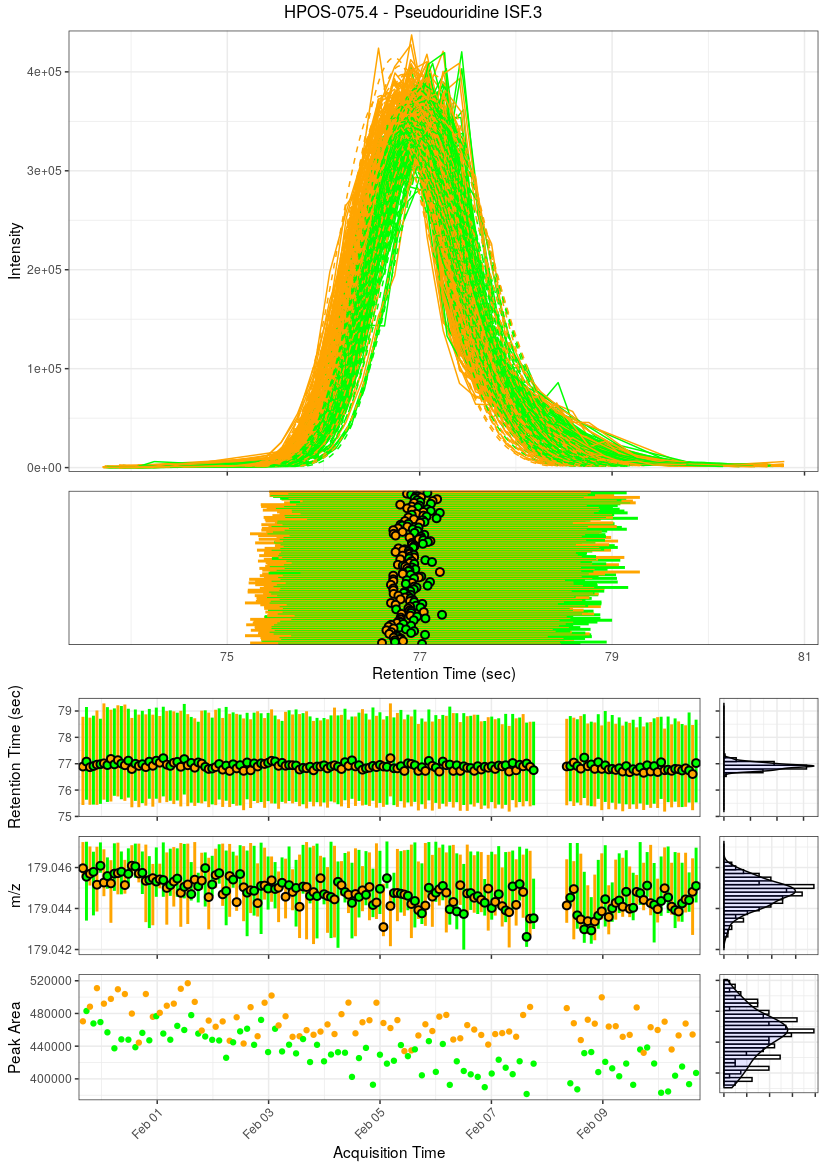 HPOS-075.4 - Pseudouridine ISF.3
Intensity
4e+05
3e+05
2e+05
1e+05
0e+00
75
77
79
81
Retention Time (sec)
Retention Time (sec)
79
78
77
76
75
m/z
179.046
179.044
179.042
Peak Area
520000
480000
440000
400000
Feb 01
Feb 03
Feb 05
Feb 07
Feb 09
Acquisition Time